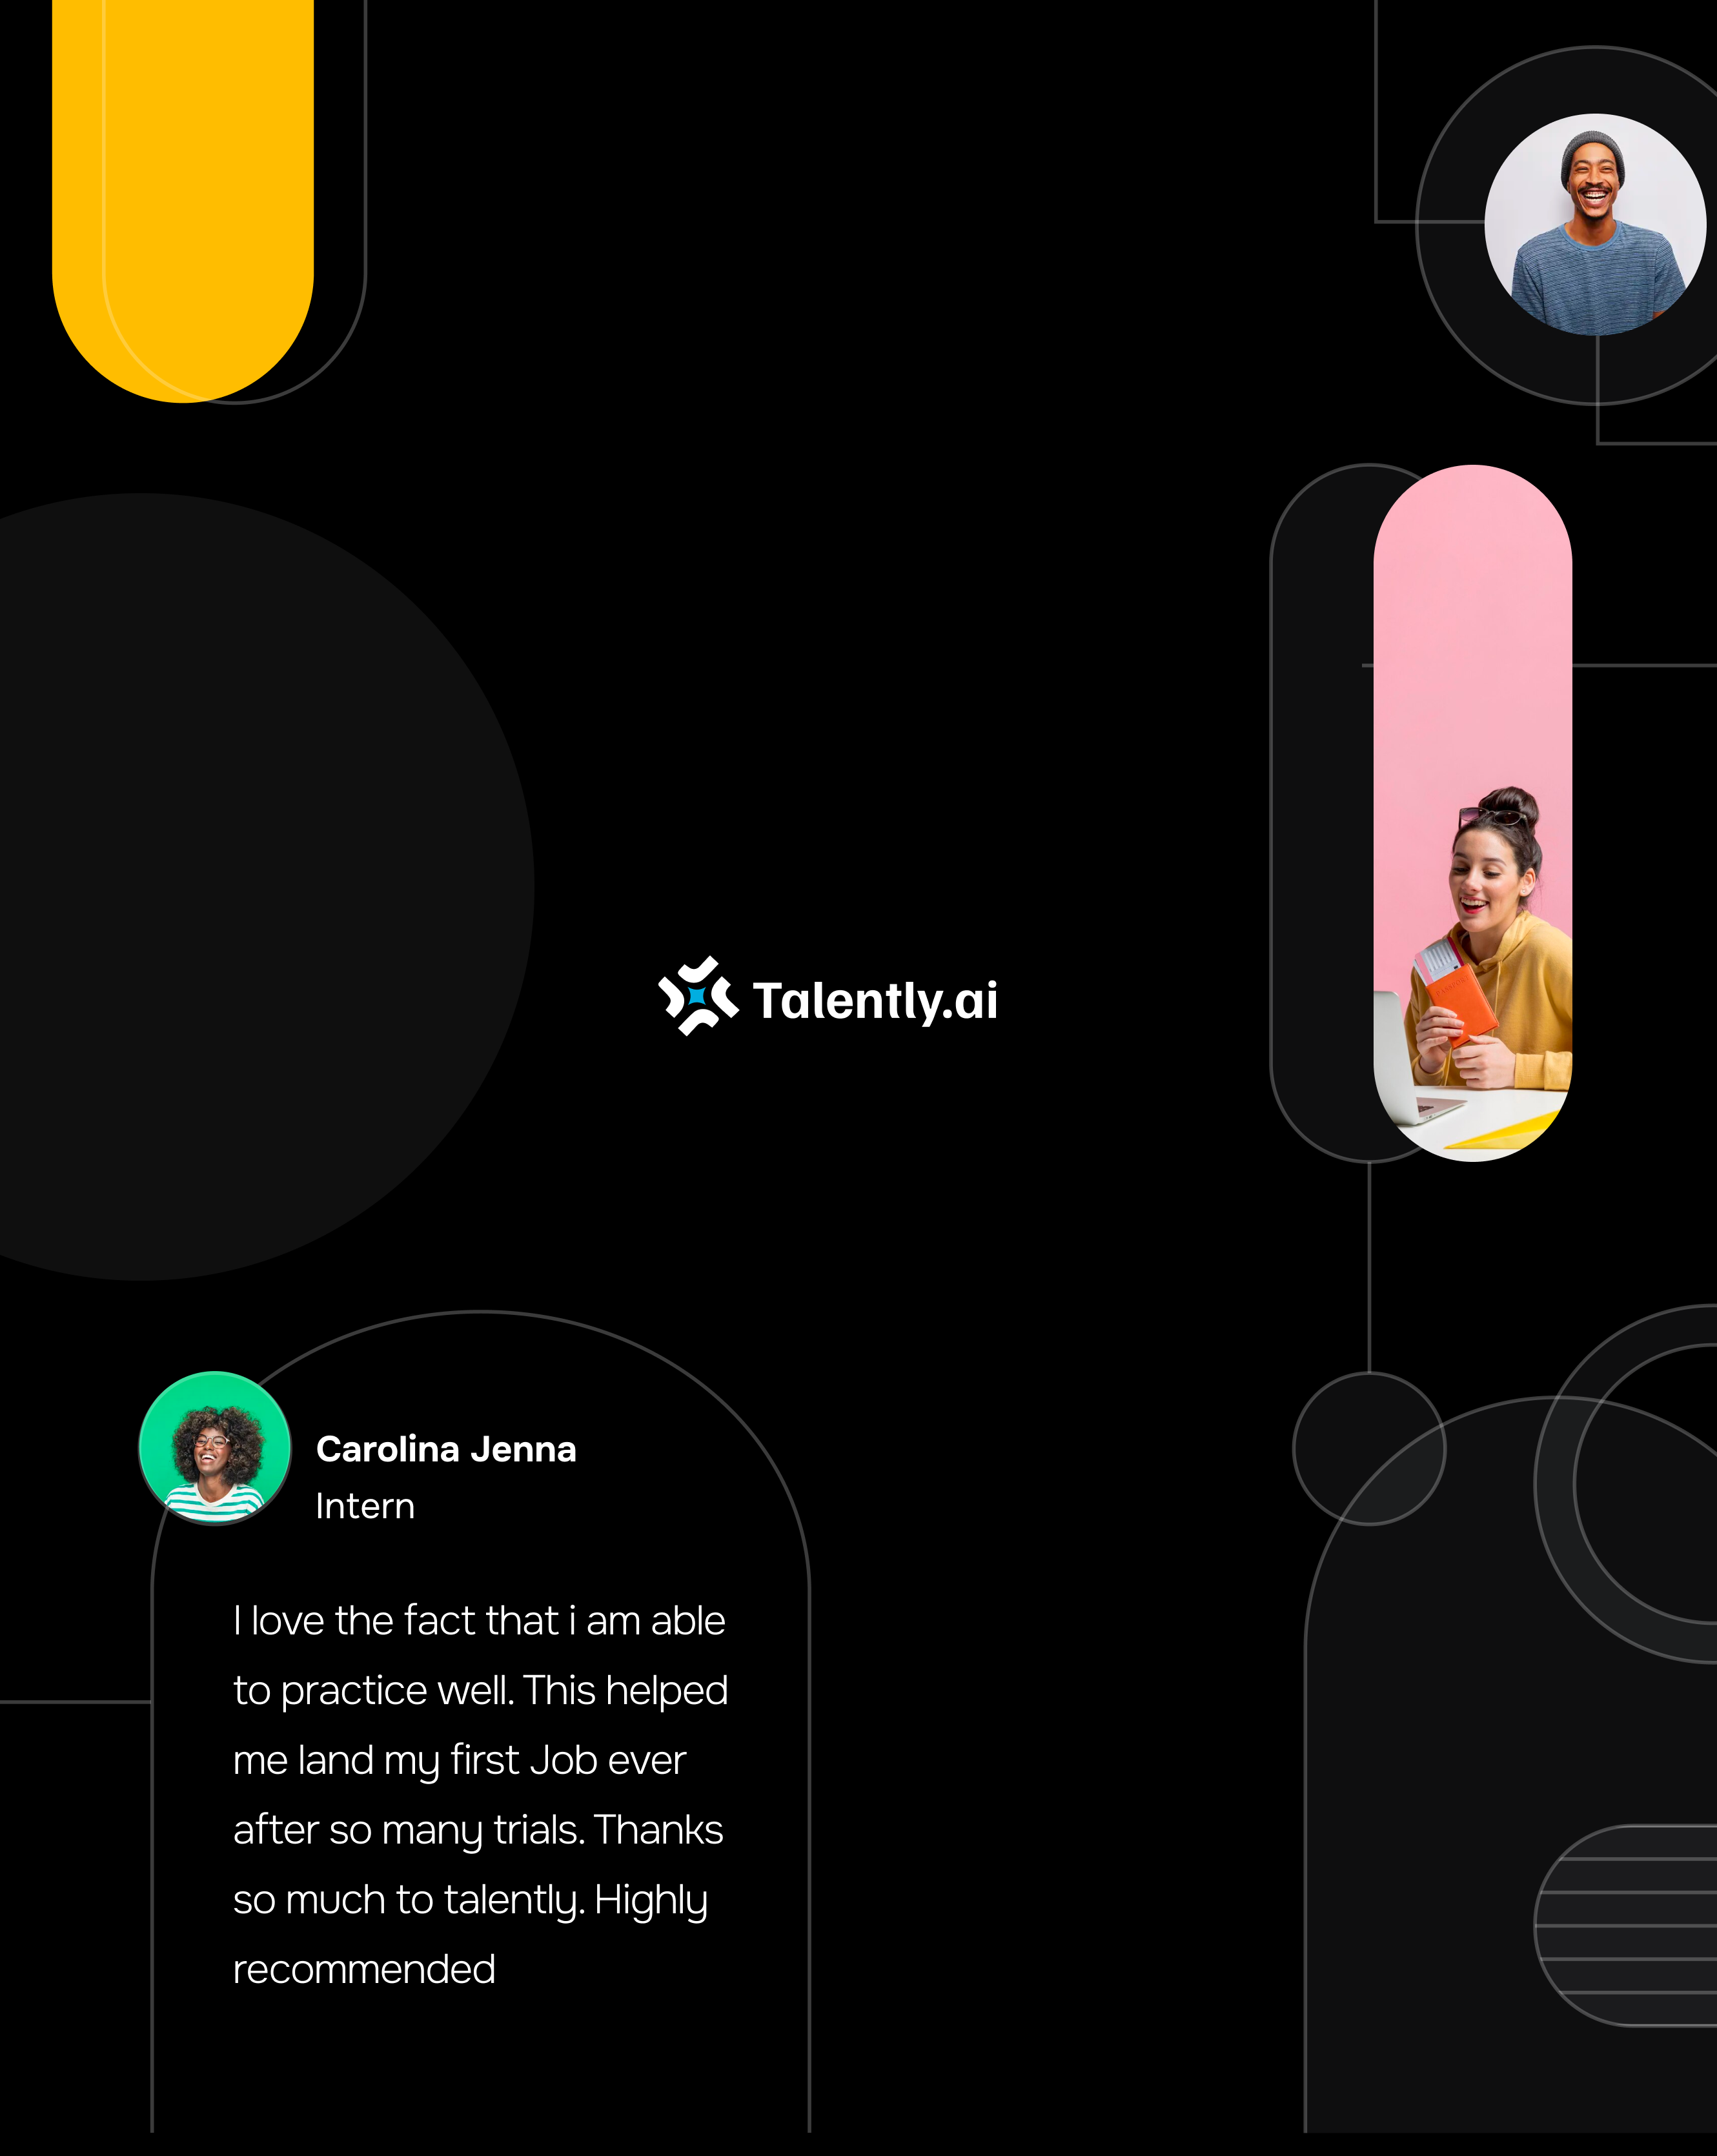 Talently.ai
Carolina Jenna
Intern
I love the fact that i am able
to practice well. This helped
me land my first Job ever
after so many trials. Thanks
so much to talently. Highly
recommended